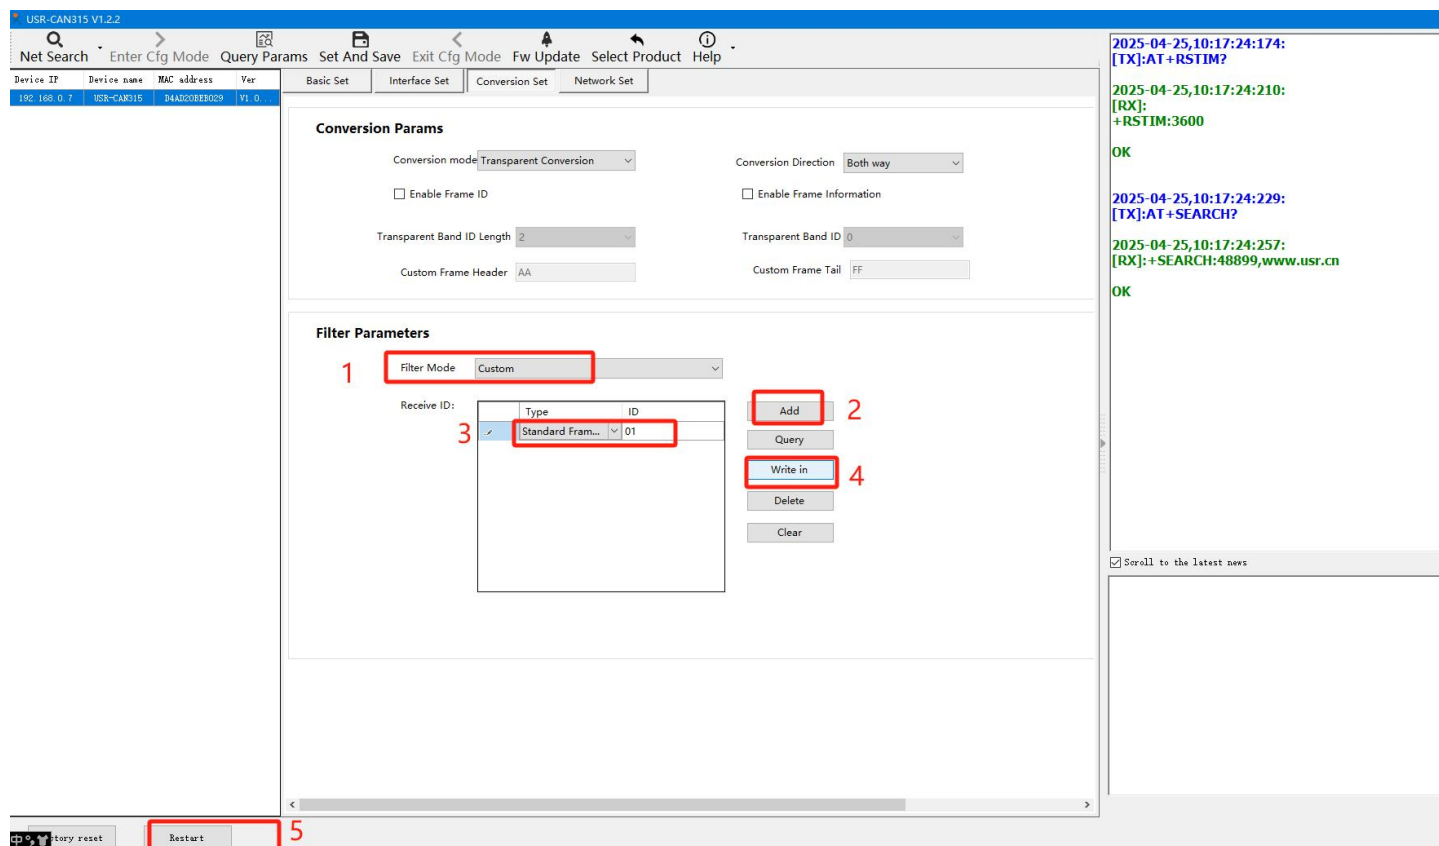 USR-CAN315 V1.2.2
Net Search Enter Cfg Mode Query Params Set And Save Exit Cfg Mode Fw Update Select Product Help
Device IP Device name MAC address Ver
192.168.0.7 USR-CAN315 D4AD20BEB029 V1.0...
Basic Set Interface Set Conversion Set Network Set
Conversion Params
Conversion mode Transparent Conversion Conversion Direction Both way
Enable Frame ID Enable Frame Information
Transparent Band ID Length 2 Transparent Band ID 0
Custom Frame Header AA Custom Frame Tail FF
Filter Parameters
1 Filter Mode Custom
Receive ID: Type ID Add 2
3 Standard Fram... 01
Query
Write in 4
Delete
Clear
2025-04-25,10:17:24:174:
[TX]:AT+RSTIM?
2025-04-25,10:17:24:210:
[RX]:
+RSTIM:3600
OK
2025-04-25,10:17:24:229:
[TX]:AT+SEARCH?
2025-04-25,10:17:24:257:
[RX]:+SEARCH:48899,www.usr.cn
OK
Scroll to the latest news
中 tory reset Restart 5